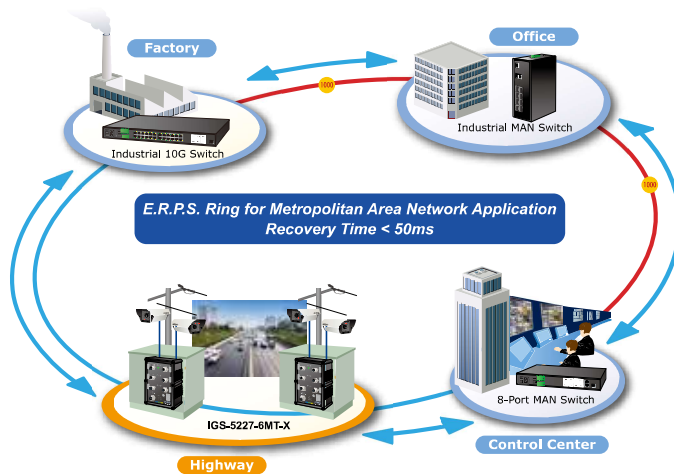 Factory
Office
1000
Industrial 10G Switch
Industrial MAN Switch
1000
E.R.P.S. Ring for Metropolitan Area Network Application
Recovery Time < 50ms
8-Port MAN Switch
IGS-5227-6MT-X
Control Center
Highway